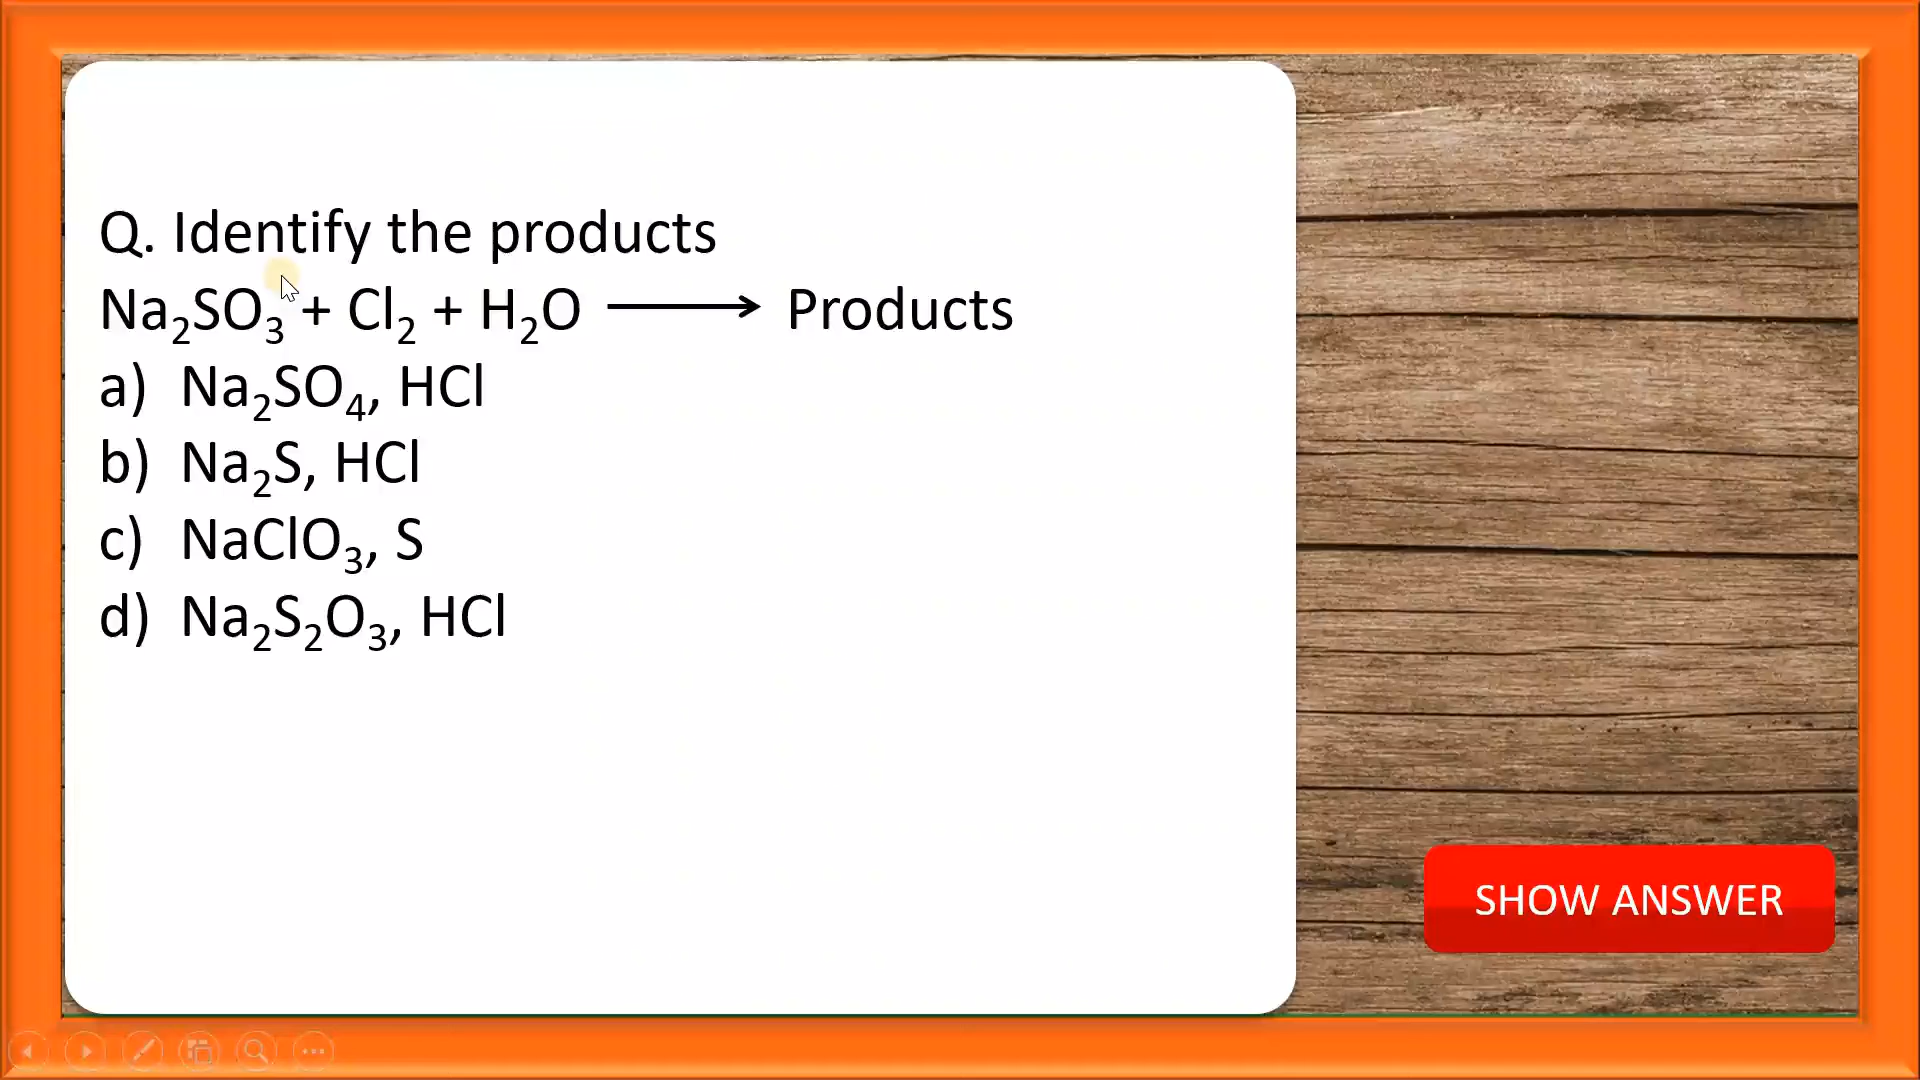 Q. Identify the products
Na₂SO₃ + Cl₂ + H₂O ⟶ Products
a) Na₂SO₄, HCl
b) Na₂S, HCl
c) NaClO₃, S
d) Na₂S₂O₃, HCl
SHOW ANSWER